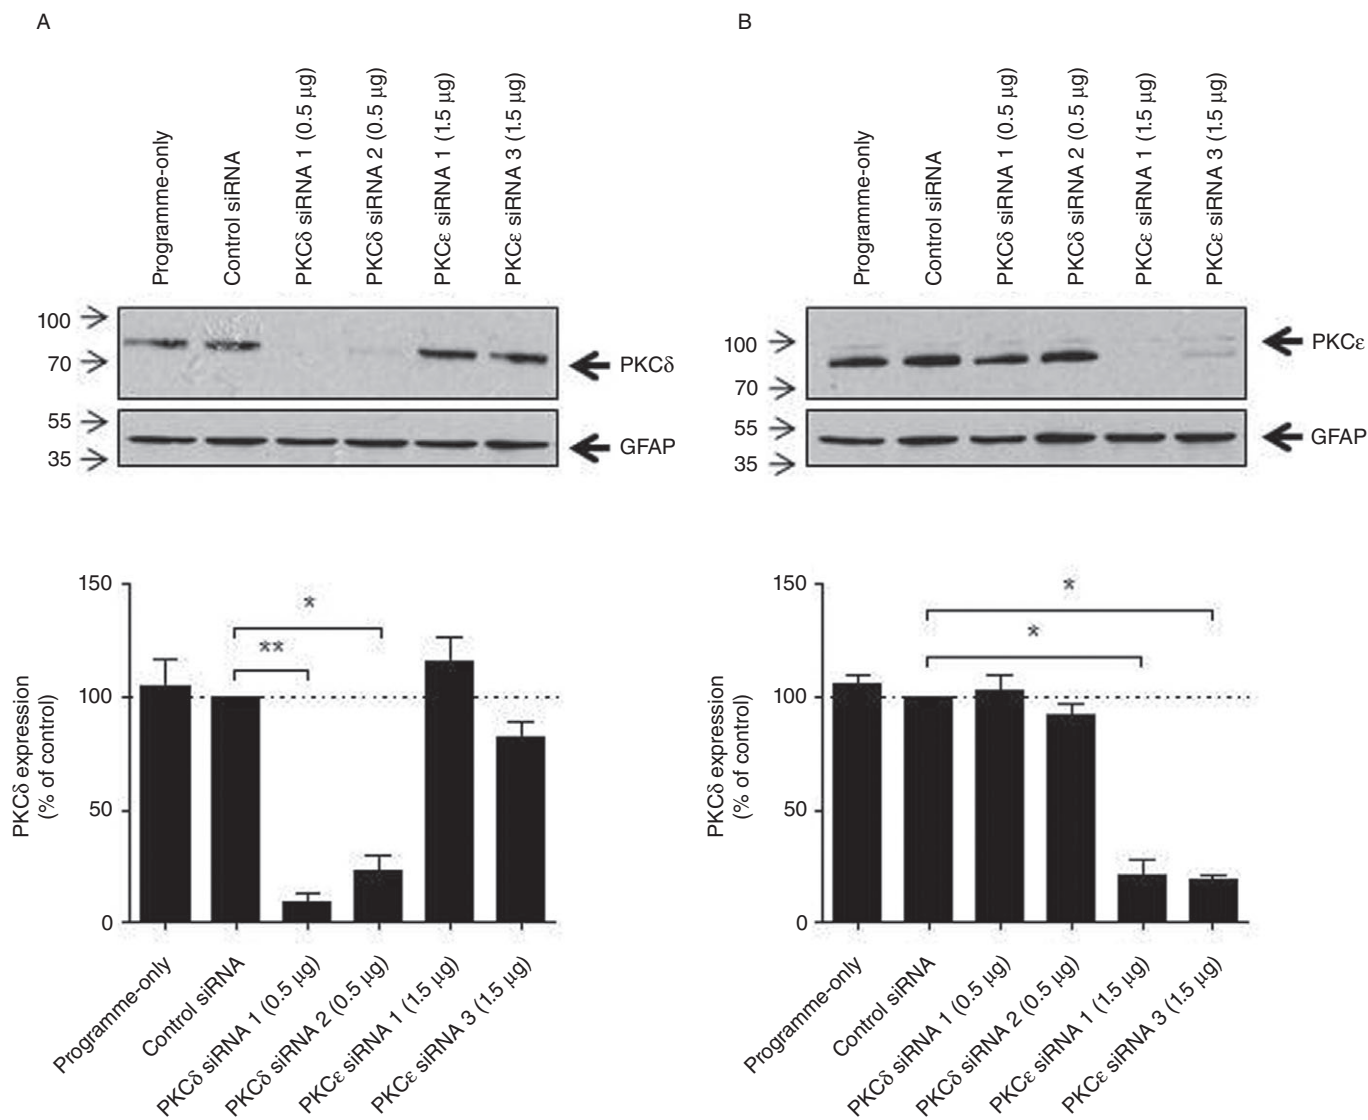 A
B
Programme-only
Control siRNA
PKCδ siRNA 1 (0.5 µg)
PKCδ siRNA 2 (0.5 µg)
PKCε siRNA 1 (1.5 µg)
PKCε siRNA 3 (1.5 µg)
100
70
PKCδ
55
35
GFAP
Programme-only
Control siRNA
PKCδ siRNA 1 (0.5 µg)
PKCδ siRNA 2 (0.5 µg)
PKCε siRNA 1 (1.5 µg)
PKCε siRNA 3 (1.5 µg)
100
70
PKCε
55
35
GFAP
PKCδ expression
(% of control)
150
100
50
0
*
**
Programme-only
Control siRNA
PKCδ siRNA 1 (0.5 µg)
PKCδ siRNA 2 (0.5 µg)
PKCε siRNA 1 (1.5 µg)
PKCε siRNA 3 (1.5 µg)
PKCδ expression
(% of control)
150
100
50
0
*
*
Programme-only
Control siRNA
PKCδ siRNA 1 (0.5 µg)
PKCδ siRNA 2 (0.5 µg)
PKCε siRNA 1 (1.5 µg)
PKCε siRNA 3 (1.5 µg)